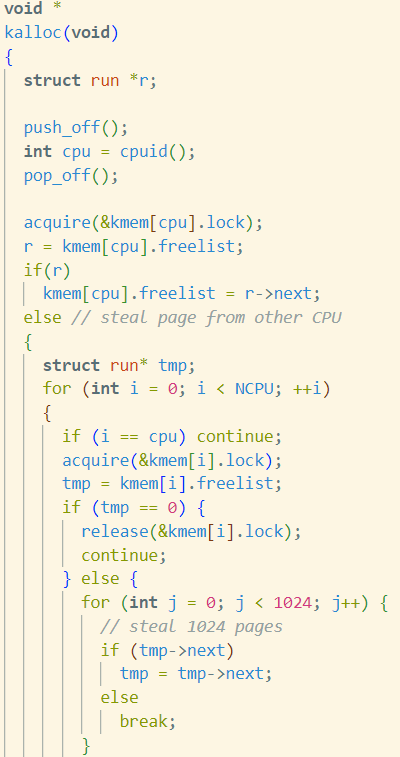 void *
kalloc(void)
{
  struct run *r;

  push_off();
  int cpu = cpuid();
  pop_off();

  acquire(&kmem[cpu].lock);
  r = kmem[cpu].freelist;
  if(r)
    kmem[cpu].freelist = r->next;
  else // steal page from other CPU
  {
    struct run* tmp;
    for (int i = 0; i < NCPU; ++i)
    {
      if (i == cpu) continue;
      acquire(&kmem[i].lock);
      tmp = kmem[i].freelist;
      if (tmp == 0) {
        release(&kmem[i].lock);
        continue;
      } else {
        for (int j = 0; j < 1024; j++) {
          // steal 1024 pages
          if (tmp->next)
            tmp = tmp->next;
          else
            break;
        }